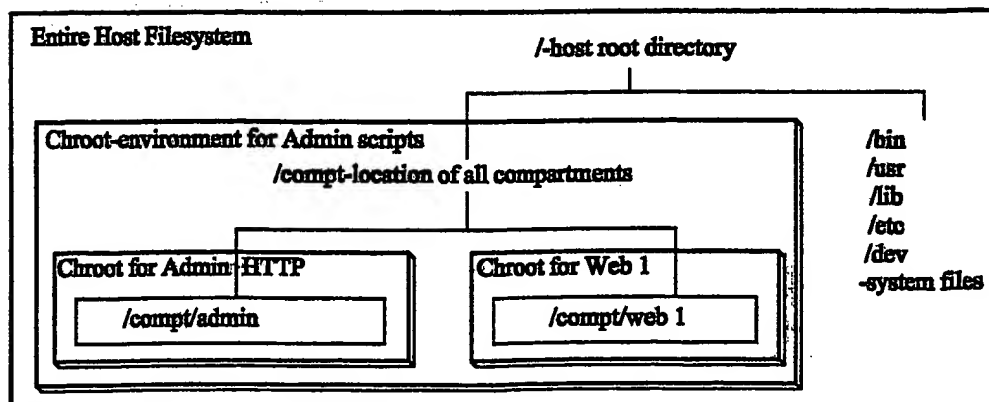 Entire Host Filesystem
/-host root directory
Chroot-environment for Admin scripts
/compt-location of all compartments
/bin
/usr
/lib
/etc
/dev
-system files
Chroot for Admin-HTTP
/compt/admin
Chroot for Web 1
/compt/web 1